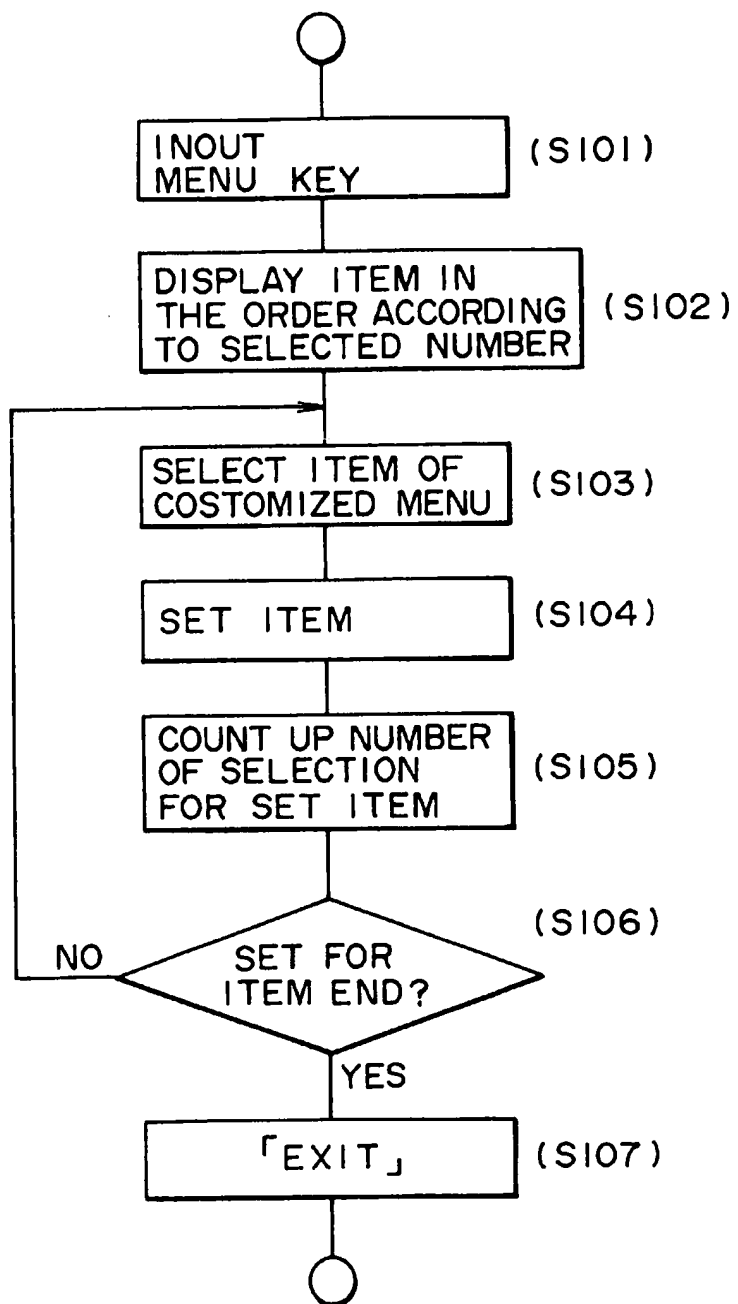 INOUT
MENU KEY
(S101)
DISPLAY ITEM IN
THE ORDER ACCORDING
TO SELECTED NUMBER
(S102)
SELECT ITEM OF
COSTOMIZED MENU
(S103)
SET ITEM
(S104)
COUNT UP NUMBER
OF SELECTION
FOR SET ITEM
(S105)
(S106)
NO
SET FOR
ITEM END?
YES
「EXIT」
(S107)